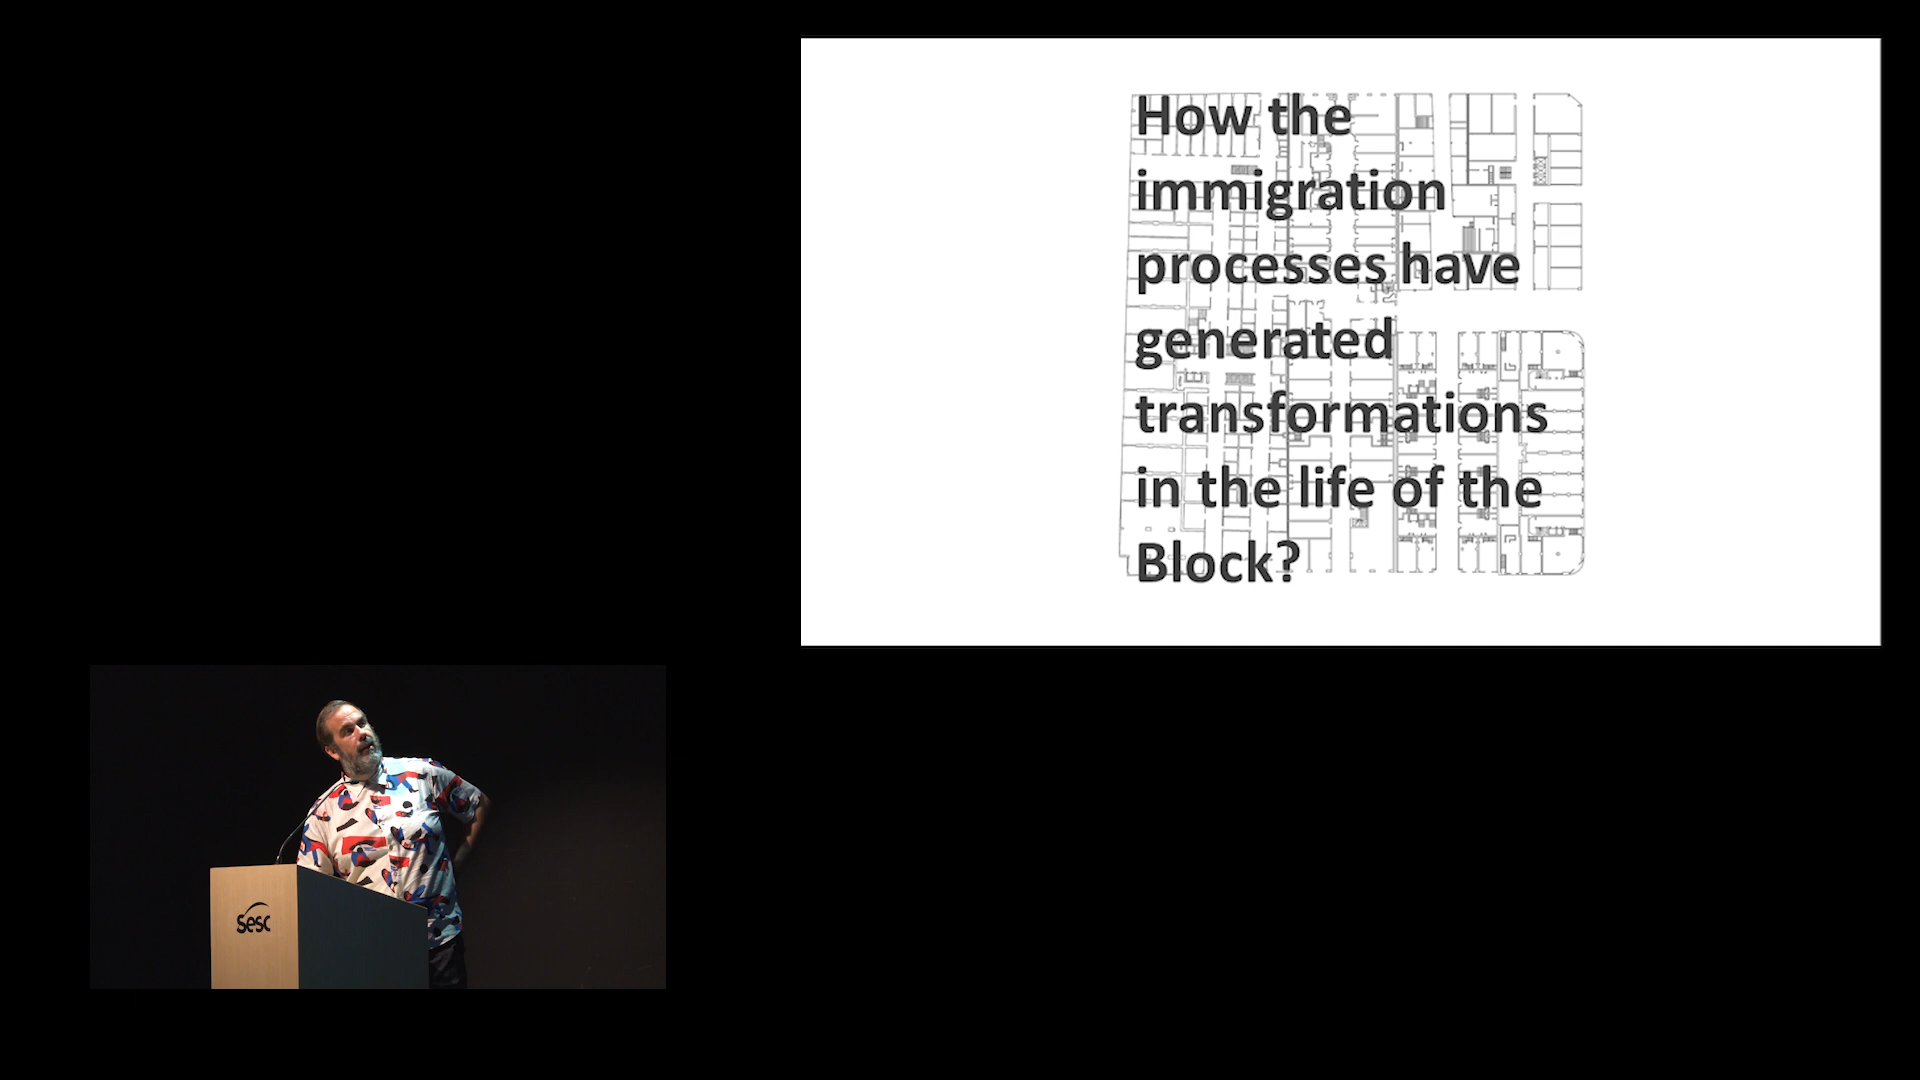 How the
immigration
processes have
generated
transformations
in the life of the
Block?
Sesc